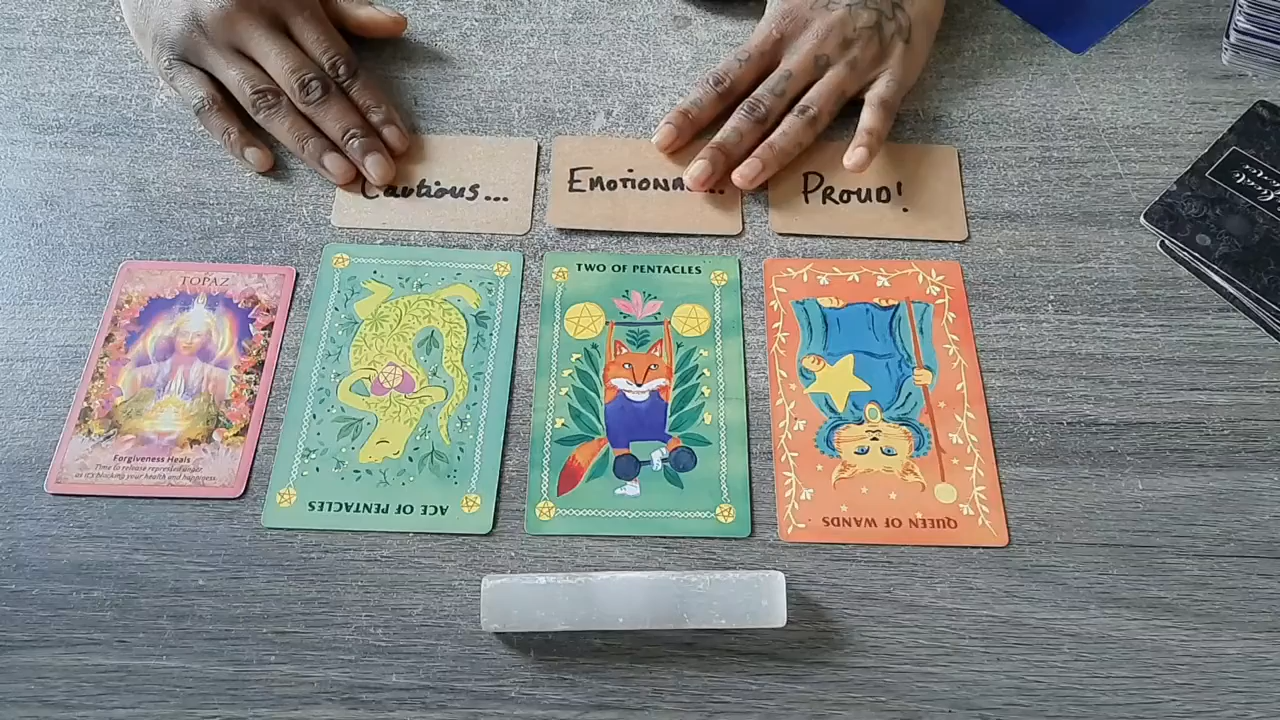 Cautious...
Emotional...
Proud!
TOPAZ
Forgiveness Heals
Time to release repressed anger
as it's blocking your health and happiness.
ACE OF PENTACLES
TWO OF PENTACLES
QUEEN OF WANDS